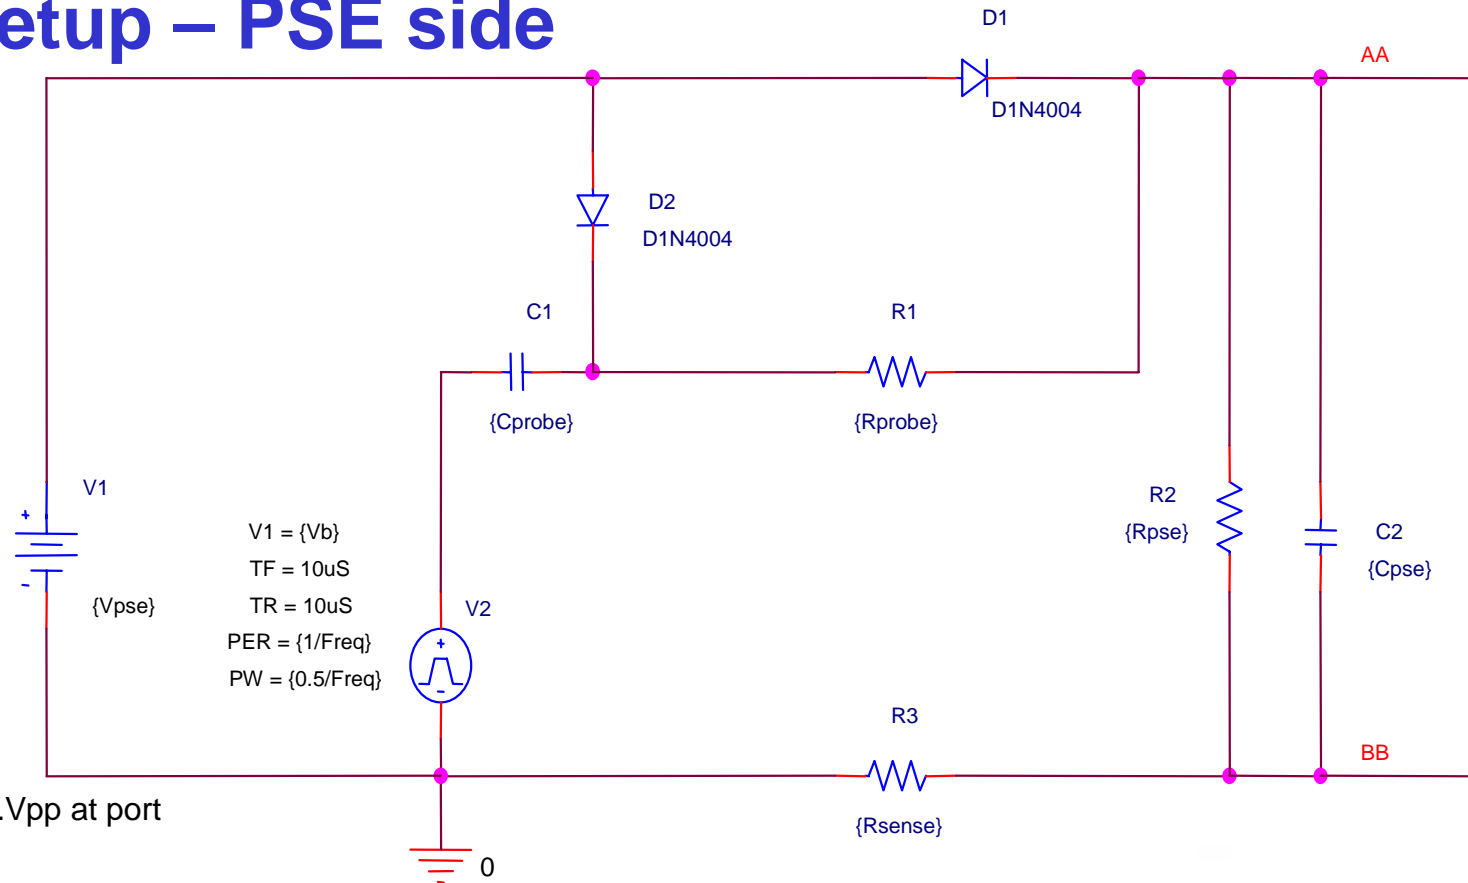 etup – PSE side
D1
AA
D1N4004
D2
D1N4004
C1
R1
{Cprobe}
{Rprobe}
V1
+
-
{Vpse}
V1 = {Vb}
TF = 10uS
TR = 10uS
PER = {1/Freq}
PW = {0.5/Freq}
V2
+
-
R2
{Rpse}
C2
{Cpse}
R3
{Rsense}
BB
.Vpp at port
0